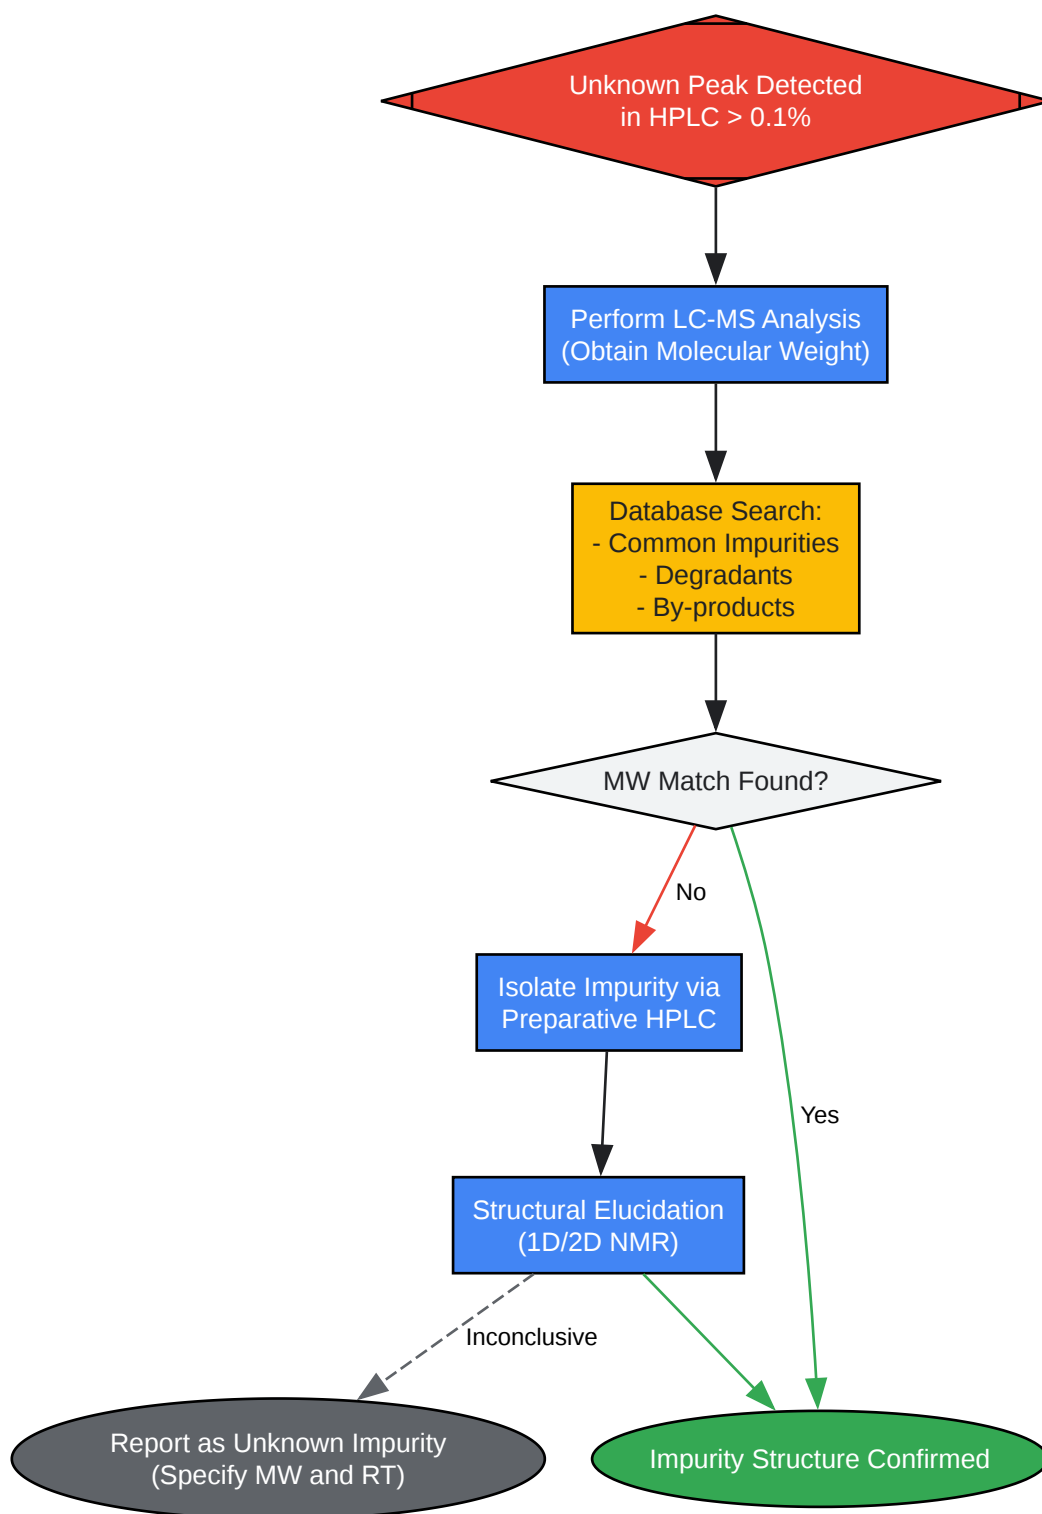 Unknown Peak Detected
in HPLC > 0.1%
Perform LC-MS Analysis
(Obtain Molecular Weight)
Database Search:
- Common Impurities
- Degradants
- By-products
MW Match Found?
No
Isolate Impurity via
Preparative HPLC
Yes
Structural Elucidation
(1D/2D NMR)
Inconclusive
Report as Unknown Impurity
(Specify MW and RT)
Impurity Structure Confirmed